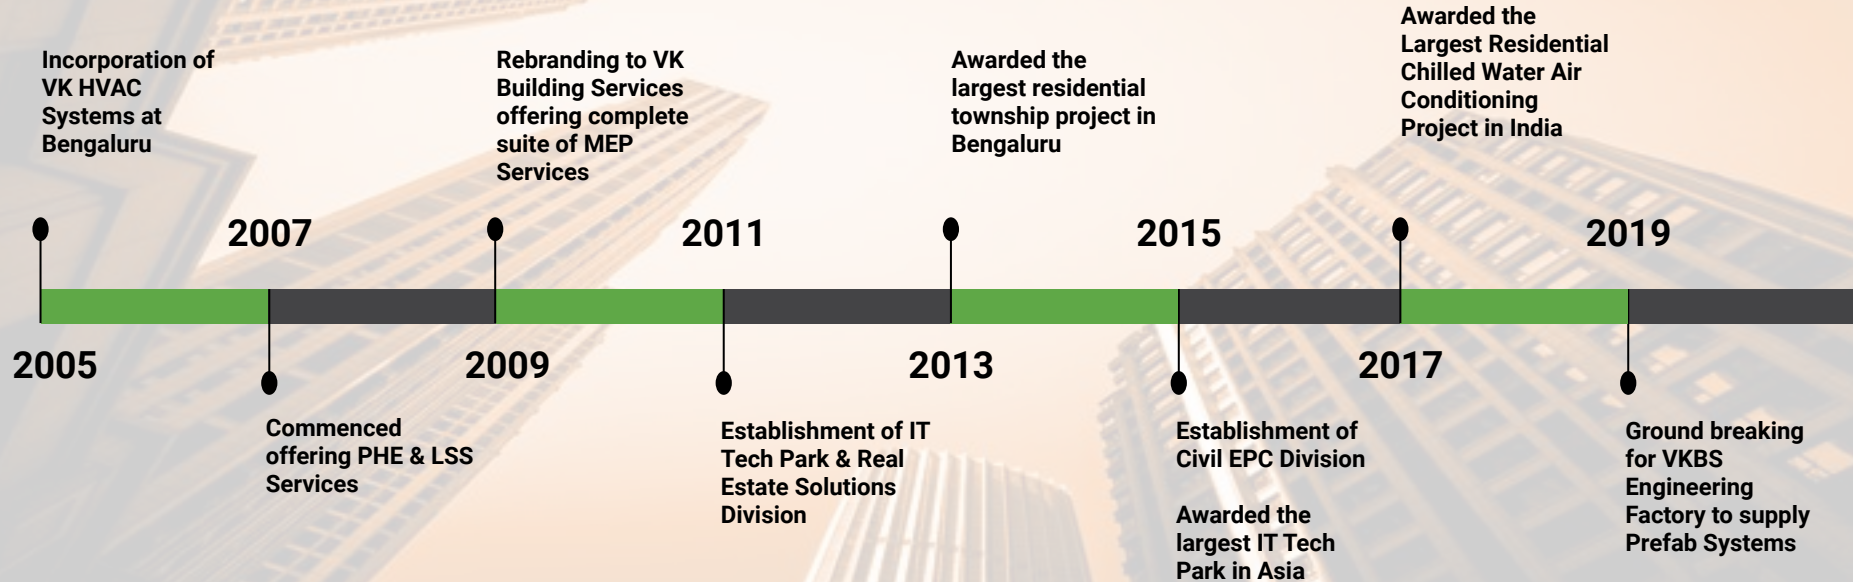 Incorporation of
VK HVAC
Systems at
Bengaluru
2005
2007
Commenced
offering PHE & LSS
Services
Rebranding to VK
Building Services
offering complete
suite of MEP
Services
2009
2011
Establishment of IT
Tech Park & Real
Estate Solutions
Division
Awarded the
largest residential
township project in
Bengaluru
2013
2015
Establishment of
Civil EPC Division
Awarded the
largest IT Tech
Park in Asia
Awarded the
Largest Residential
Chilled Water Air
Conditioning
Project in India
2017
2019
Ground breaking
for VKBS
Engineering
Factory to supply
Prefab Systems